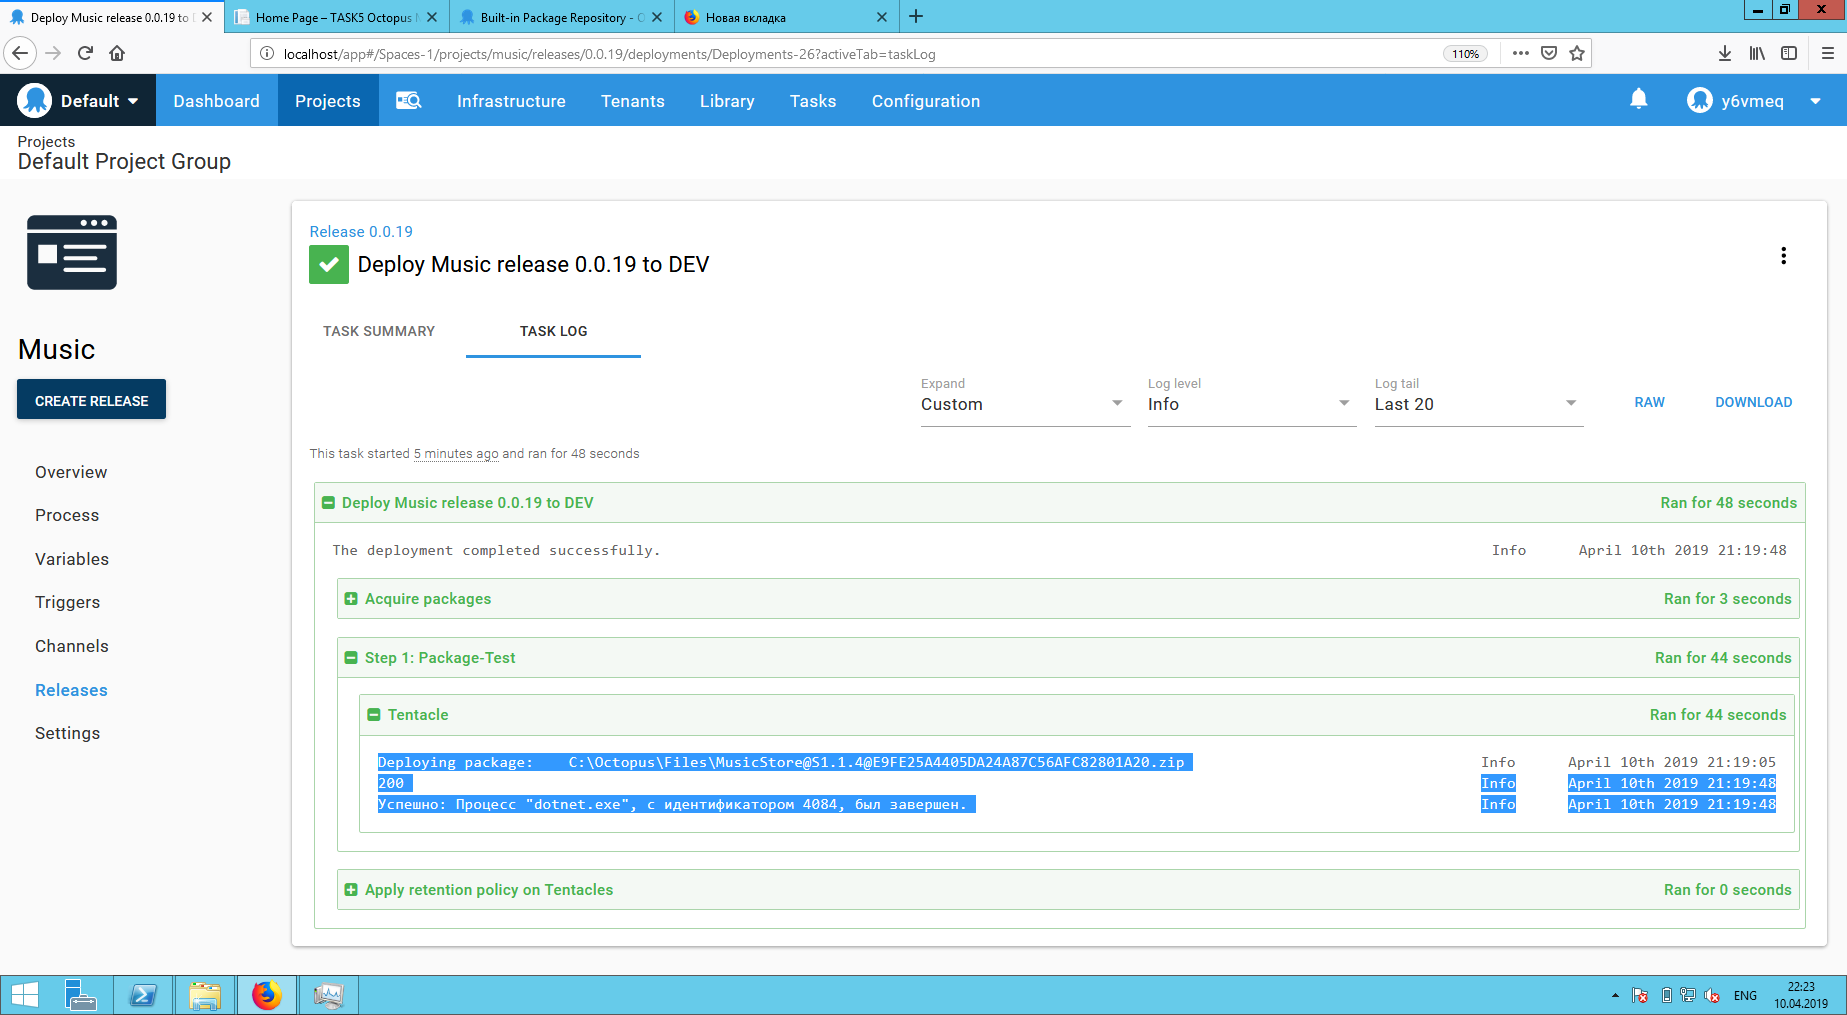 Deploy Music release 0.0.19 to D
Home Page – TASK5 Octopus
Built-in Package Repository - O
Новая вкладка
localhost/app#/Spaces-1/projects/music/releases/0.0.19/deployments/Deployments-26?activeTab=taskLog
110%
Default
Dashboard
Projects
Infrastructure
Tenants
Library
Tasks
Configuration
y6vmeq
Projects
Default Project Group
Music
CREATE RELEASE
Overview
Process
Variables
Triggers
Channels
Releases
Settings
Release 0.0.19
Deploy Music release 0.0.19 to DEV
TASK SUMMARY
TASK LOG
Expand
Custom
Log level
Info
Log tail
Last 20
RAW
DOWNLOAD
This task started 5 minutes ago and ran for 48 seconds
Deploy Music release 0.0.19 to DEV Ran for 48 seconds
The deployment completed successfully. Info April 10th 2019 21:19:48
Acquire packages Ran for 3 seconds
Step 1: Package-Test Ran for 44 seconds
Tentacle Ran for 44 seconds
Deploying package: C:\Octopus\Files\MusicStore@S1.1.4@E9FE25A4405DA24A87C56AFC82801A20.zip Info April 10th 2019 21:19:05
200 Info April 10th 2019 21:19:48
Успешно: Процесс "dotnet.exe", с идентификатором 4084, был завершен. Info April 10th 2019 21:19:48
Apply retention policy on Tentacles Ran for 0 seconds
ENG
22:23
10.04.2019